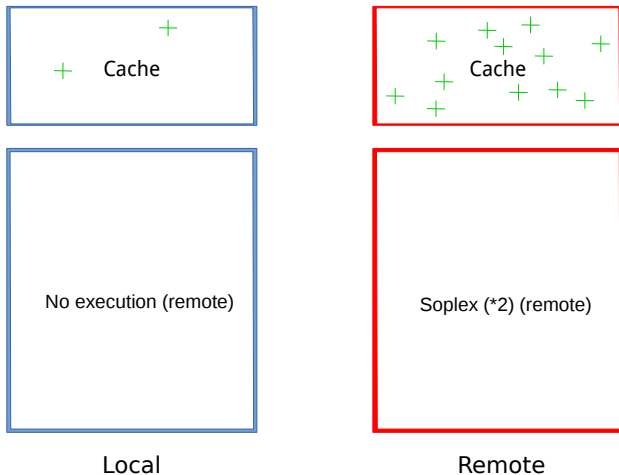 Cache
Cache
No execution (remote)
Soplex (*2) (remote)
Local
Remote